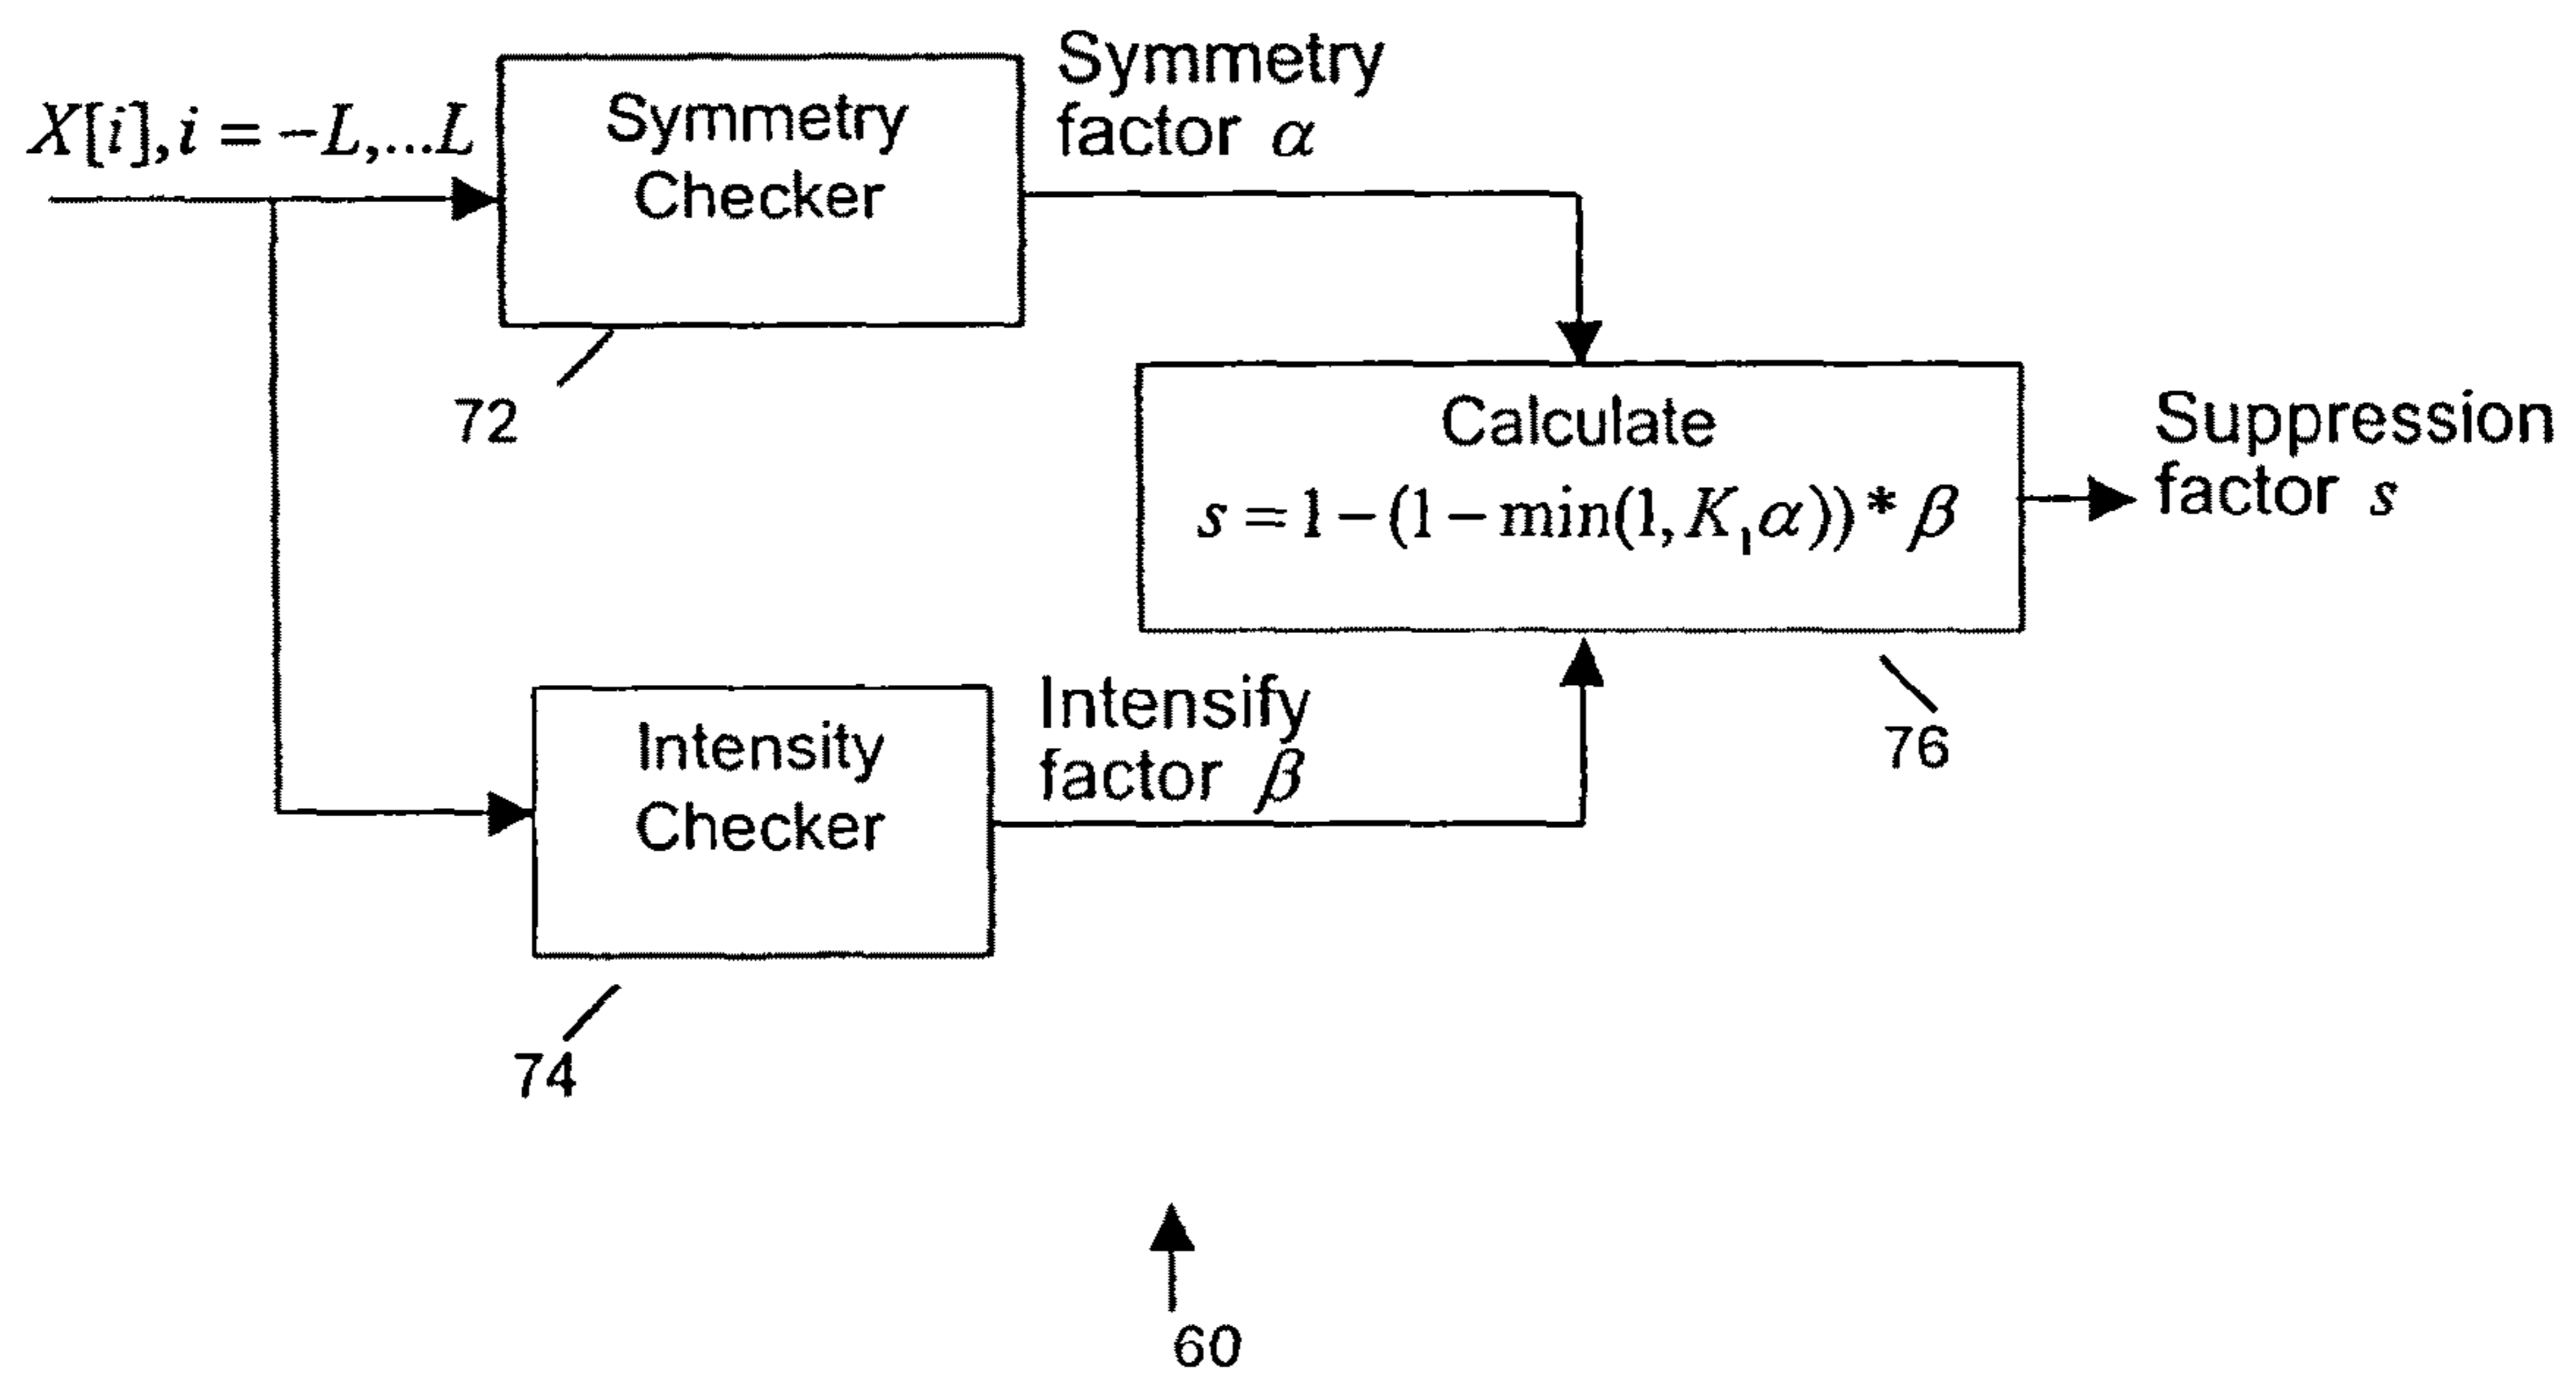 X[i], i = −L,...L
Symmetry
Checker
72
Symmetry
factor α
Calculate
s = 1 − (1 − min(1, K₁α)) * β
76
Suppression
factor s
Intensity
Checker
74
Intensify
factor β
60